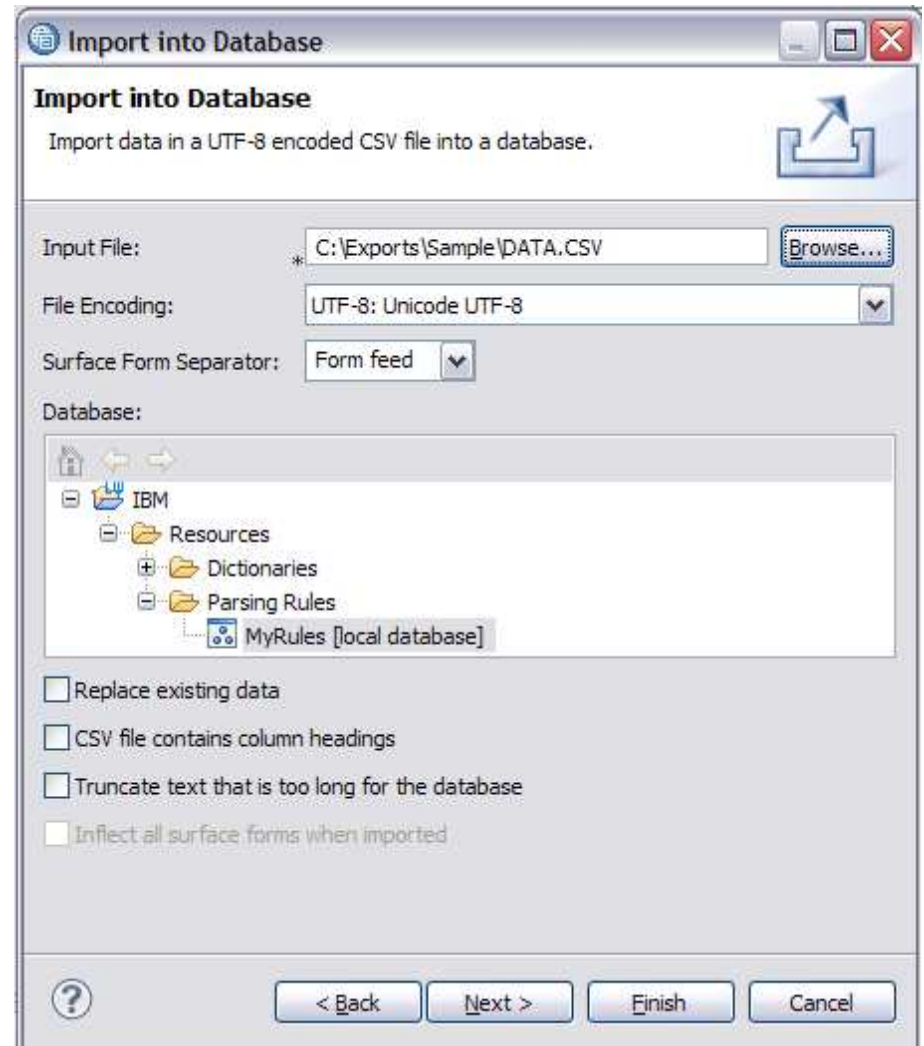 Import into Database
Import into Database
Import data in a UTF-8 encoded CSV file into a database.
Input File: * C:\Exports\Sample\DATA.CSV Browse...
File Encoding: UTF-8: Unicode UTF-8
Surface Form Separator: Form feed
Database:
IBM
Resources
Dictionaries
Parsing Rules
MyRules [local database]
Replace existing data
CSV file contains column headings
Truncate text that is too long for the database
Inflect all surface forms when imported
? < Back Next > Finish Cancel